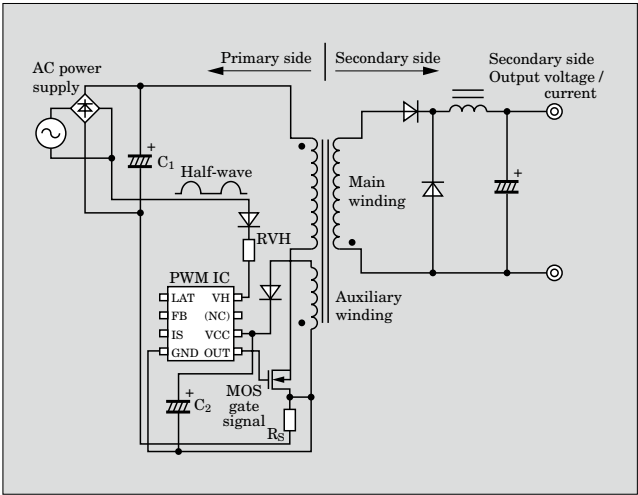 Primary side
Secondary side
AC power
supply
Secondary side
Output voltage /
current
+
C1
Half-wave
+
Main
winding
RVH
PWM IC
LAT
VH
FB
(NC)
IS
VCC
GND
OUT
Auxiliary
winding
+
C2
MOS
gate
signal
RS